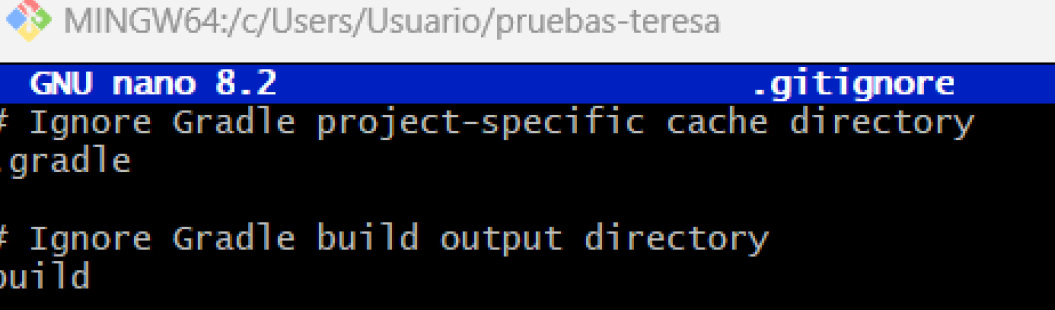 MINGW64:/c/Users/Usuario/pruebas-teresa
GNU nano 8.2 .gitignore
# Ignore Gradle project-specific cache directory
.gradle
# Ignore Gradle build output directory
build